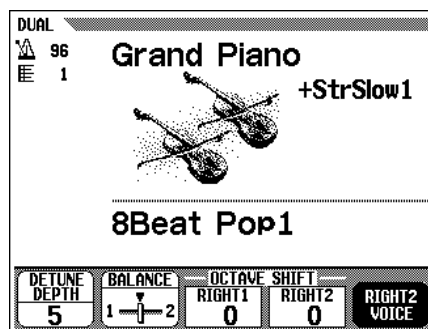 DUAL
96
1
Grand Piano
+StrSlow1
8Beat Pop1
DETUNE DEPTH BALANCE OCTAVE SHIFT
RIGHT1 RIGHT2 RIGHT2
5 1 2 0 0 VOICE